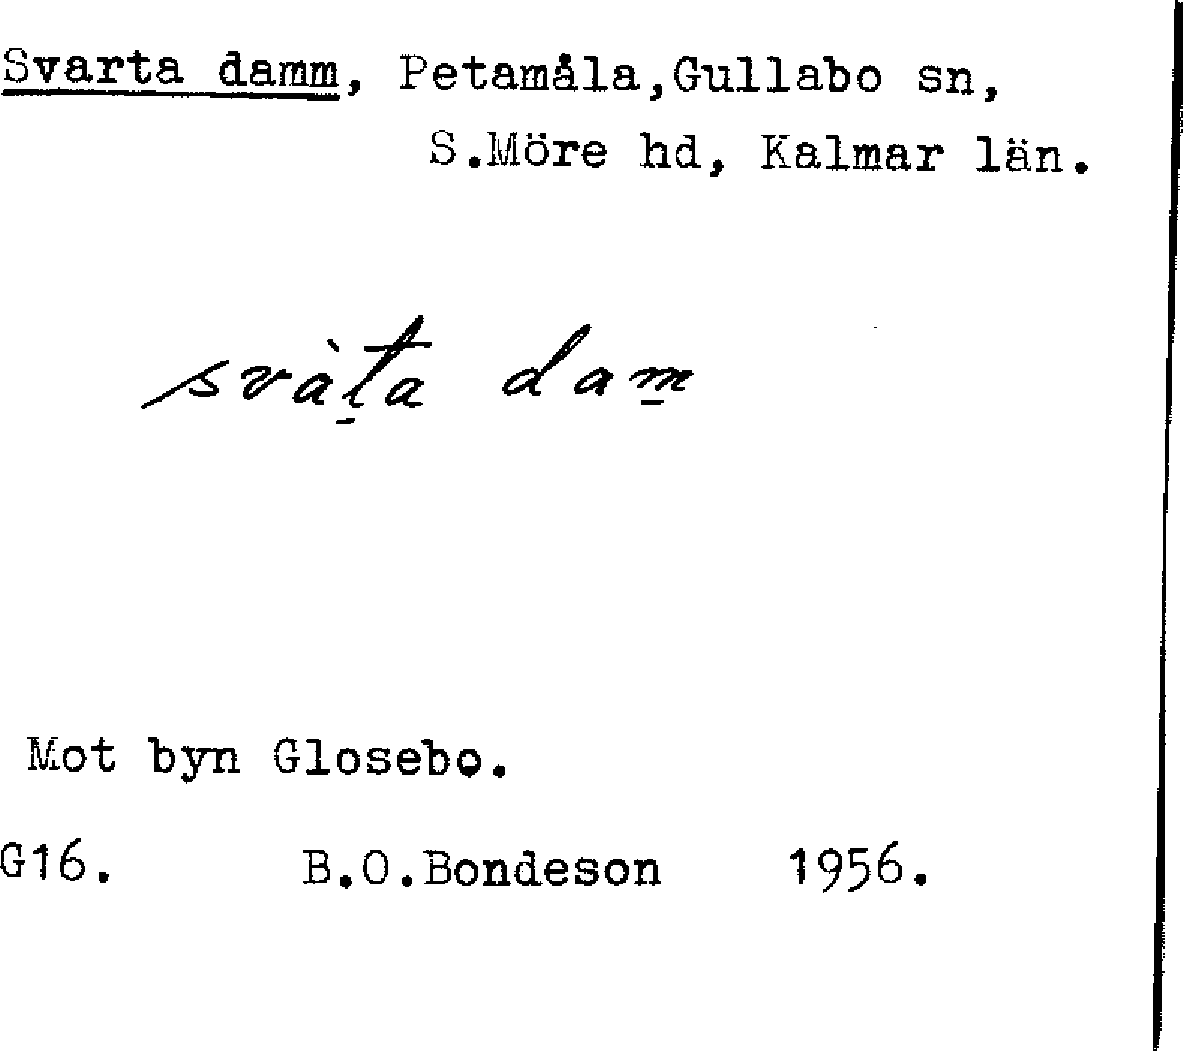 Svarta damm, Petamåla,Gullabo sn,
S.Möre hd, Kalmar län.
svàṭa dam̲
Mot byn Glosebo.
G16. B.O.Bondeson 1956.